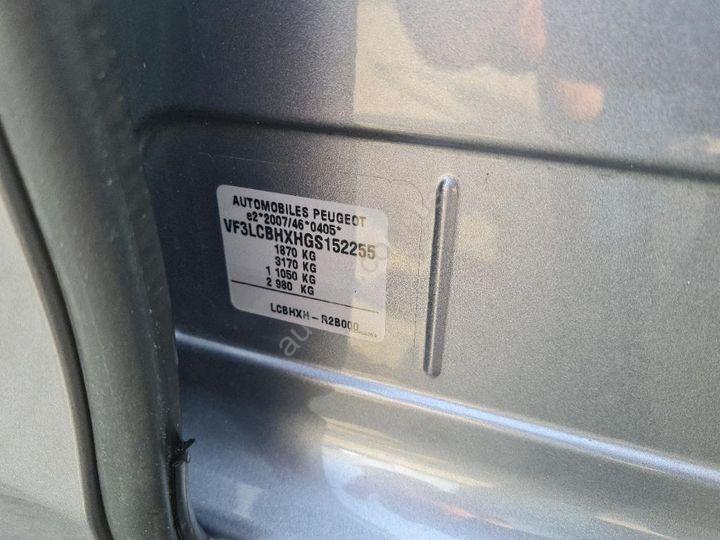 AUTOMOBILES PEUGEOT
e2*2007/46*0405*
VF3LCBHXHGS152255
1870 KG
3170 KG
1 1050 KG
2 980 KG
LCBHXH - R2B000